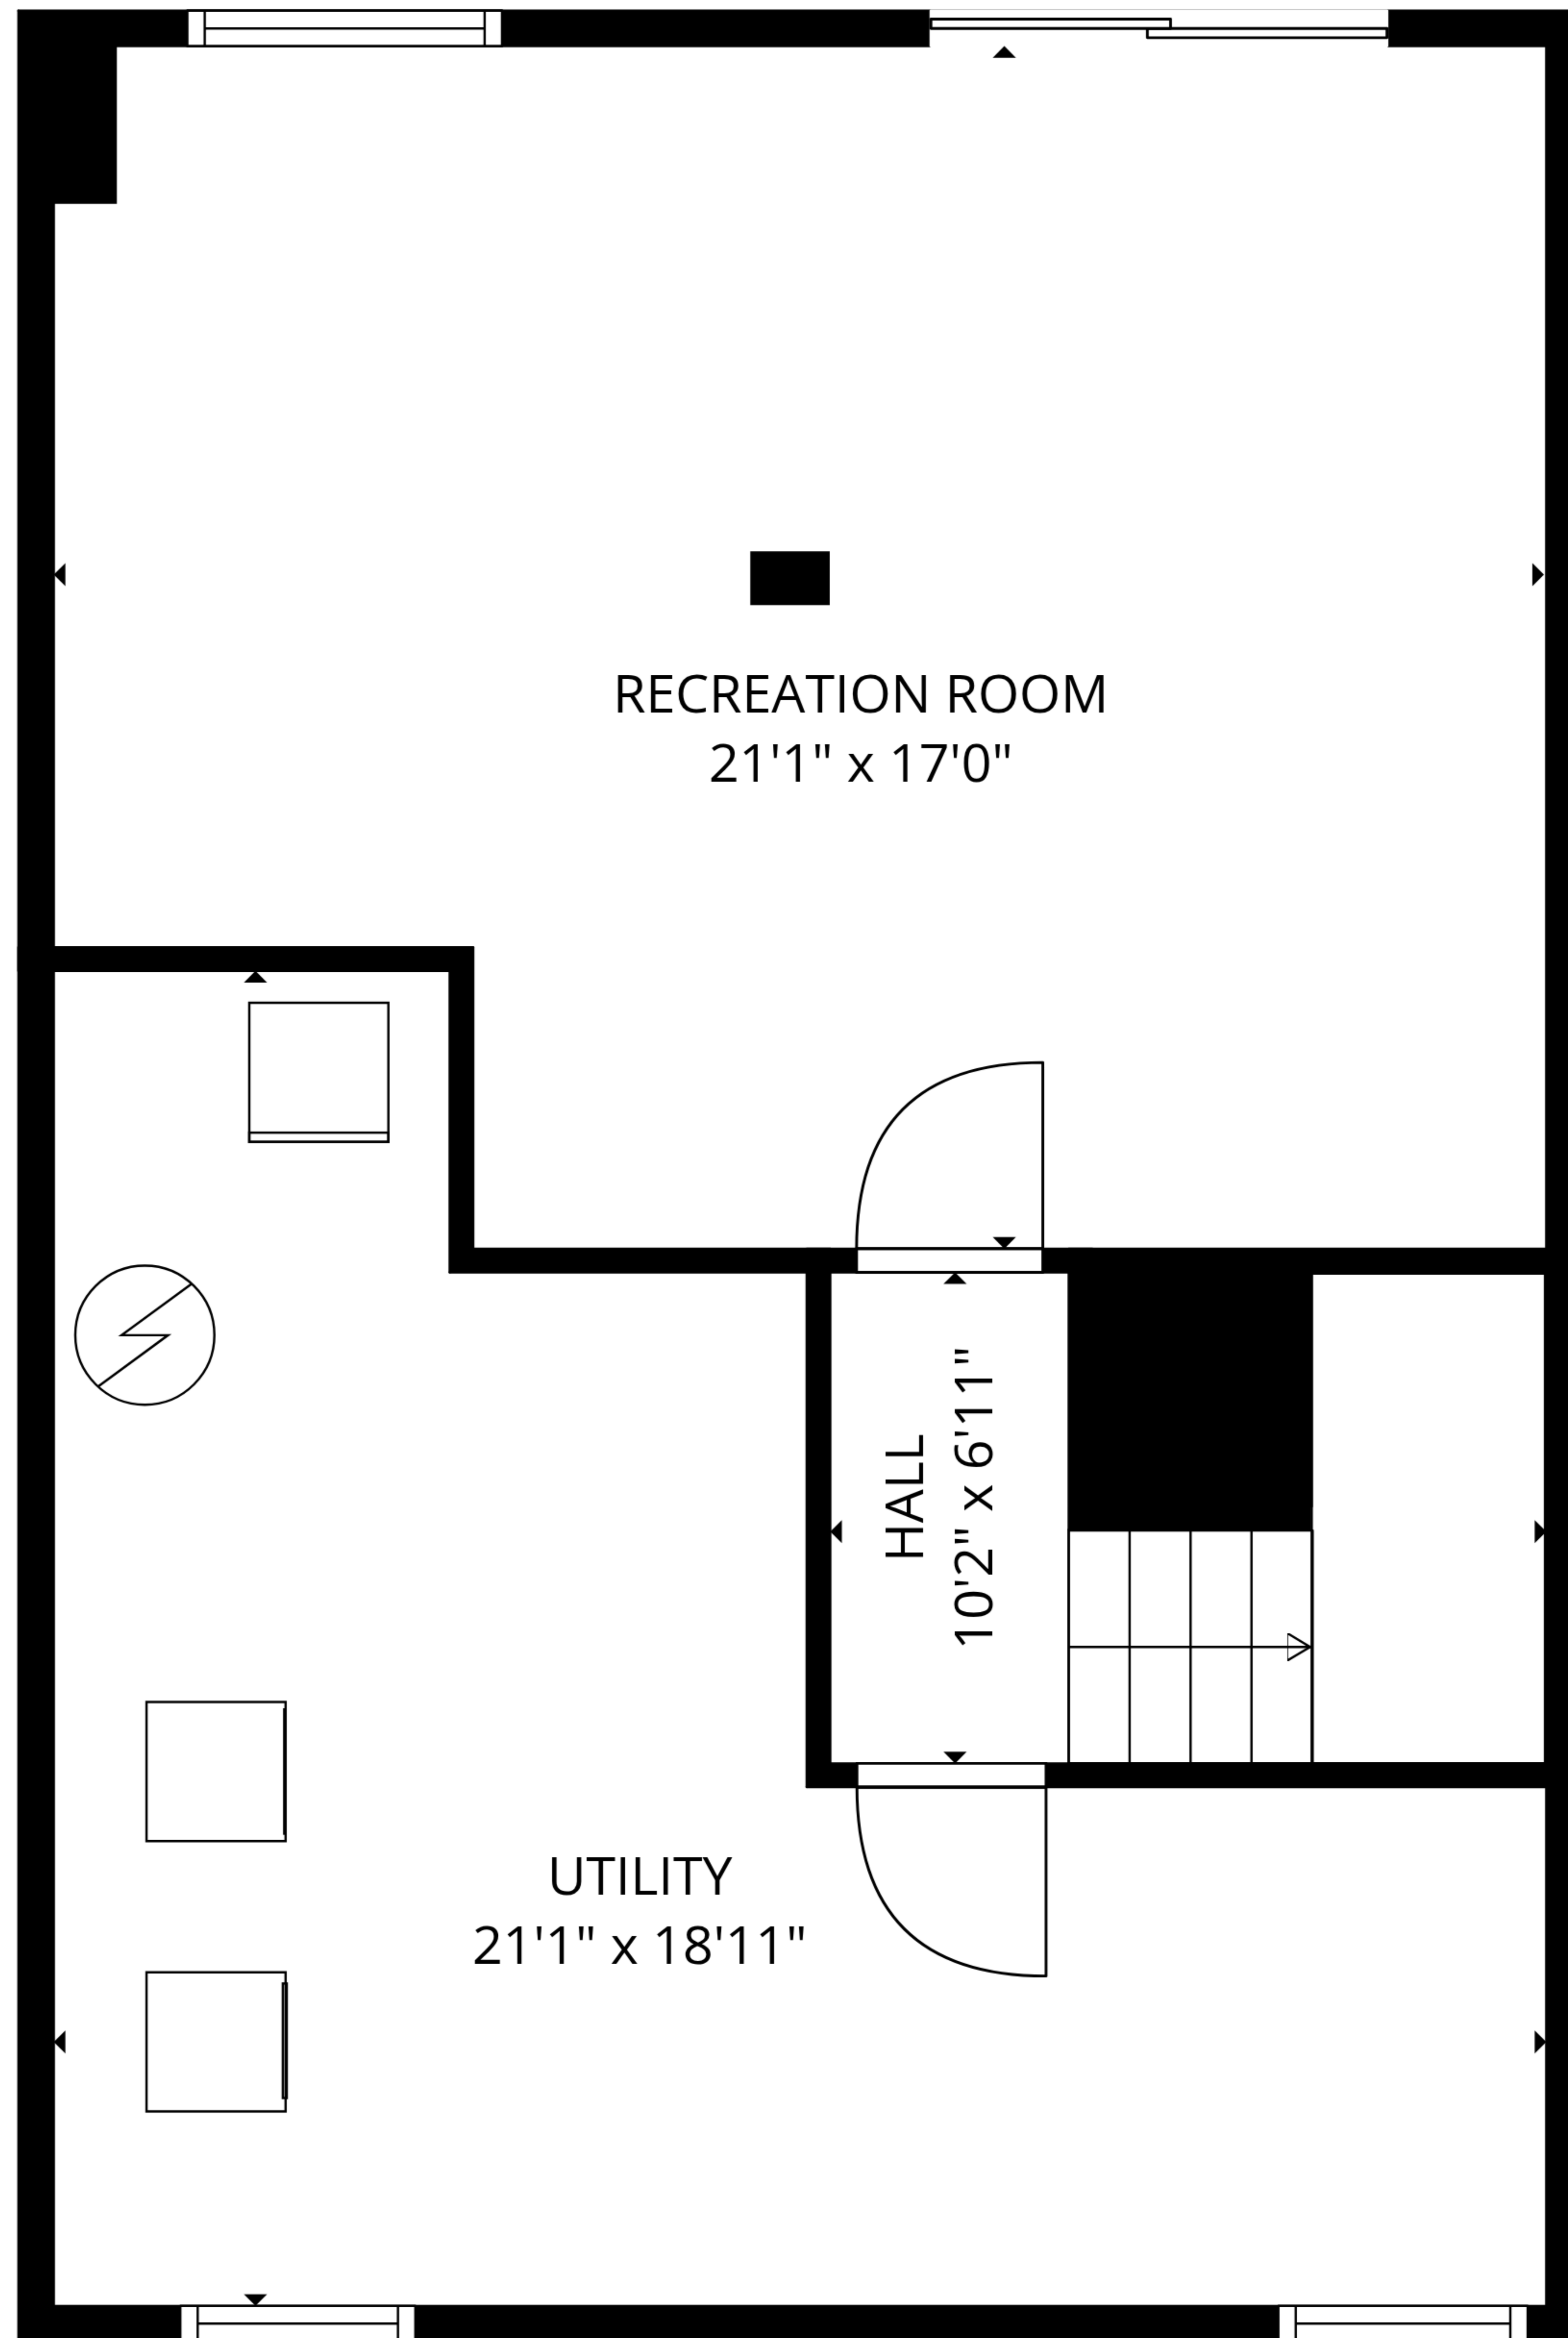 RECREATION ROOM
21'1" x 17'0"
HALL
10'2" x 6'11"
UTILITY
21'1" x 18'11"